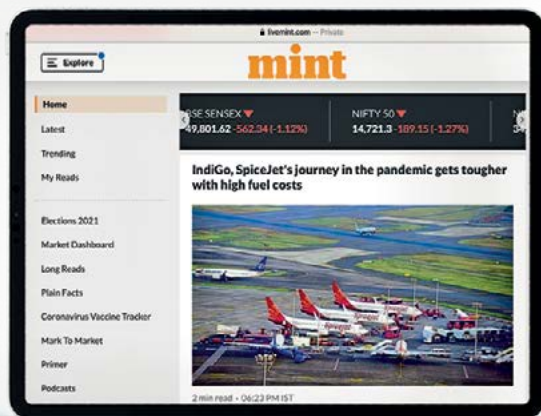 livemint.com — Private
Explore
mint
Home
Latest
Trending
My Reads
Elections 2021
Market Dashboard
Long Reads
Plain Facts
Coronavirus Vaccine Tracker
Mark To Market
Primer
Podcasts
BSE SENSEX▼
49,801.62 -562.34 (-1.12%)
NIFTY 50▼
14,721.3 -189.15 (-1.27%)
IndiGo, SpiceJet's journey in the pandemic gets tougher
with high fuel costs
2 min read • 06:23 PM IST